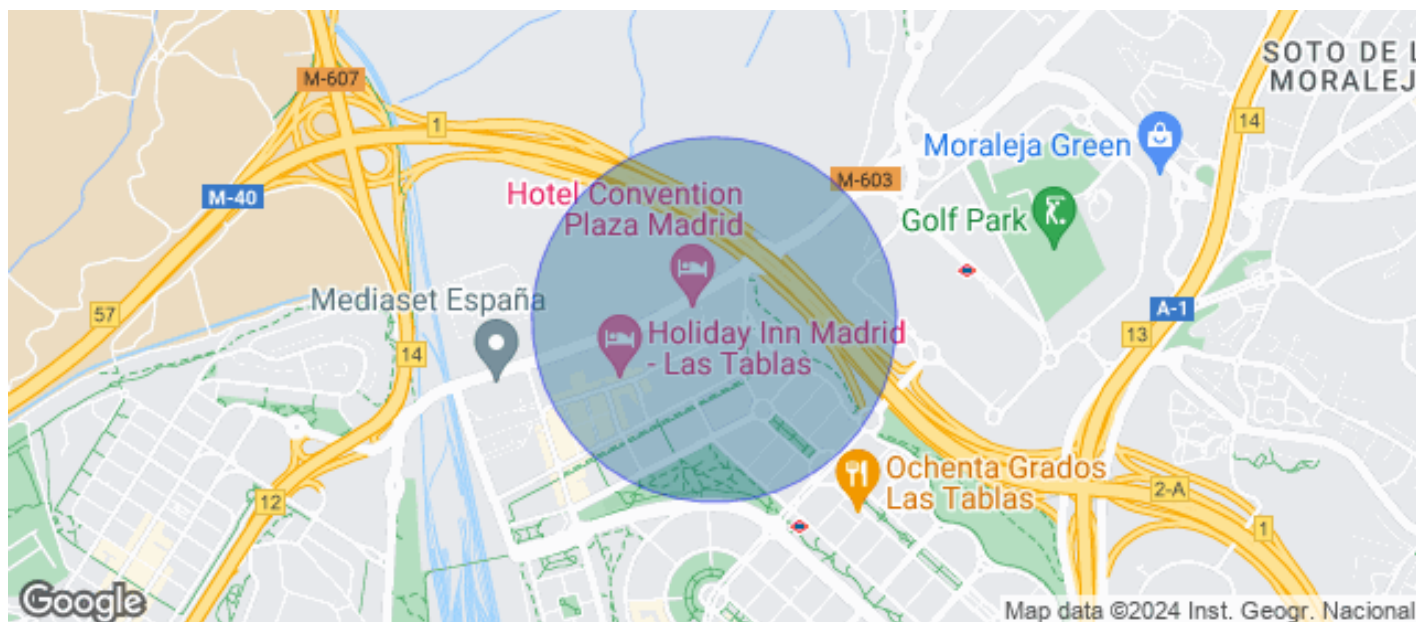 SOTO DE L
MORALEJ
M-607
1
14
Moraleja Green
M-603
M-40
Hotel Convention
Plaza Madrid
Golf Park
Mediaset España
57
A-1
13
14
Holiday Inn Madrid
- Las Tablas
Ochenta Grados
Las Tablas
2-A
12
1
Google
Map data ©2024 Inst. Geogr. Nacional